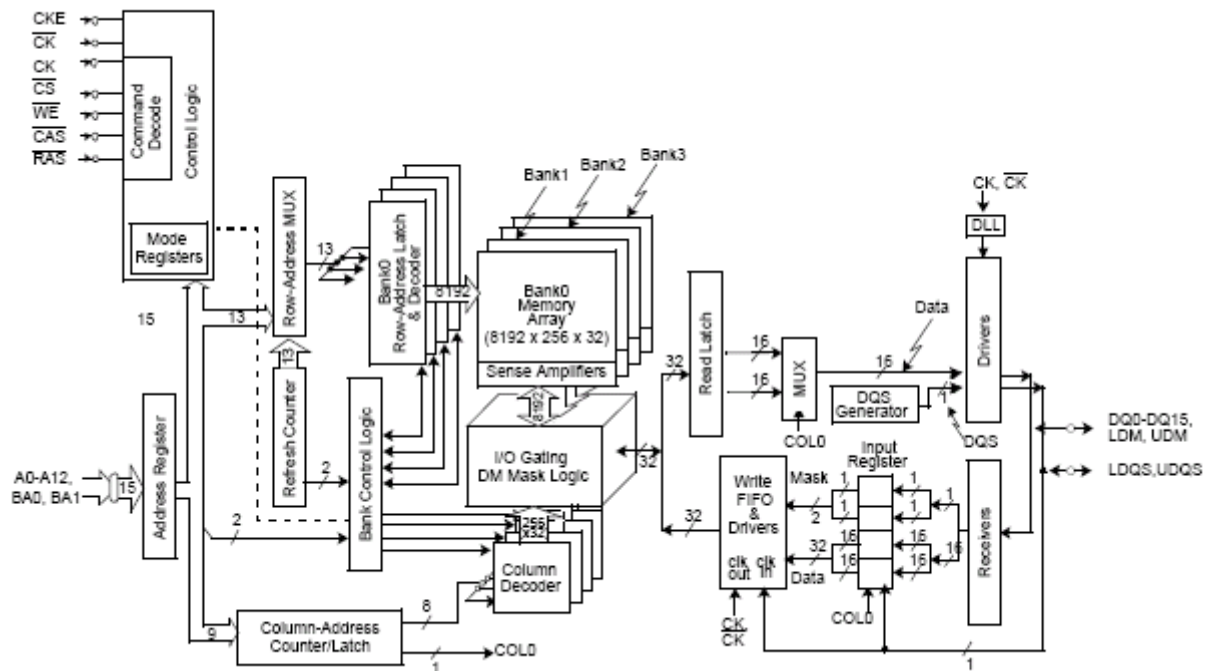 CKE
CK
CK
CS
WE
CAS
RAS
Command
Decode
Control Logic
Mode
Registers
Row-Address MUX
13
Bank0
Row-Address Latch
& Decoder
8192
Bank1
Bank2
Bank3
Bank0
Memory
Array
(8192 x 256 x 32)
Sense Amplifiers
8192
I/O Gating
DM Mask Logic
15
13
13
Refresh Counter
2
Bank Control Logic
A0-A12,
BA0, BA1
15
Address Register
2
256
x32
Column
Decoder
9
Column-Address
Counter/Latch
8
1
COL0
32
32
32
Read Latch
16
16
MUX
COL0
16
Data
DQS
Generator
1
DQS
CK, CK
DLL
Drivers
DQ0-DQ15,
LDM, UDM
LDQS,UDQS
Input
Register
Write
FIFO
&
Drivers
clk
out
clk
in
Mask
2
1
1
1
1
1
32
Data
16
16
16
16
16
Receivers
CK
CK
COL0
1